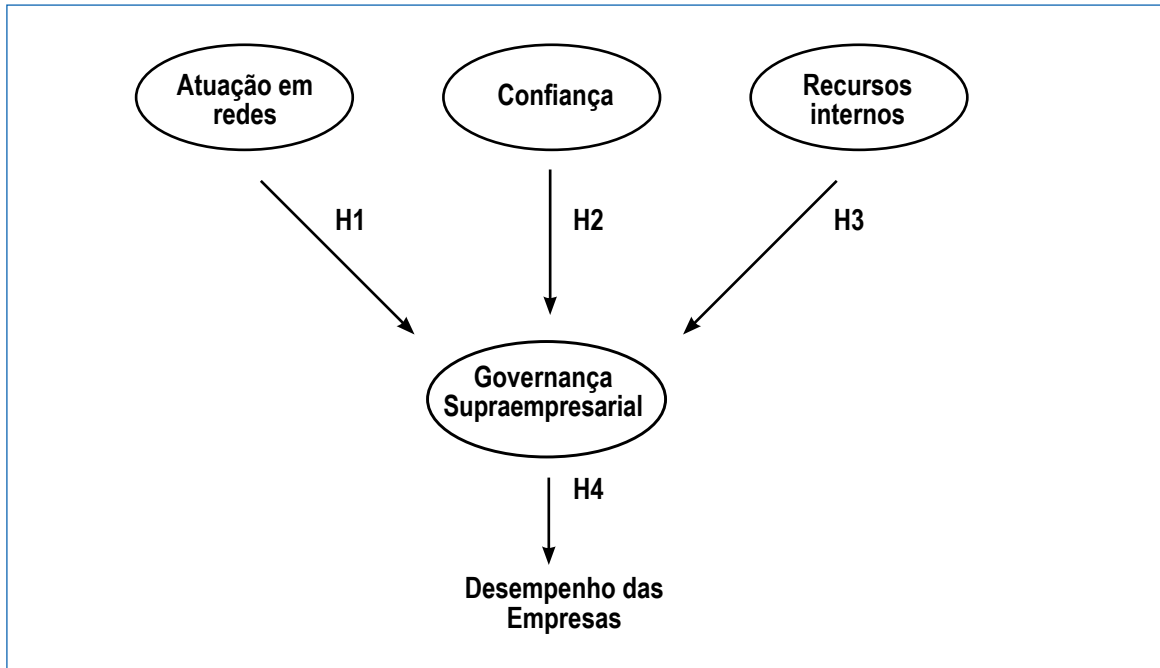 Atuação em
redes
Confiança
Recursos
internos
H1
H2
H3
Governança
Supraempresarial
H4
Desempenho das
Empresas